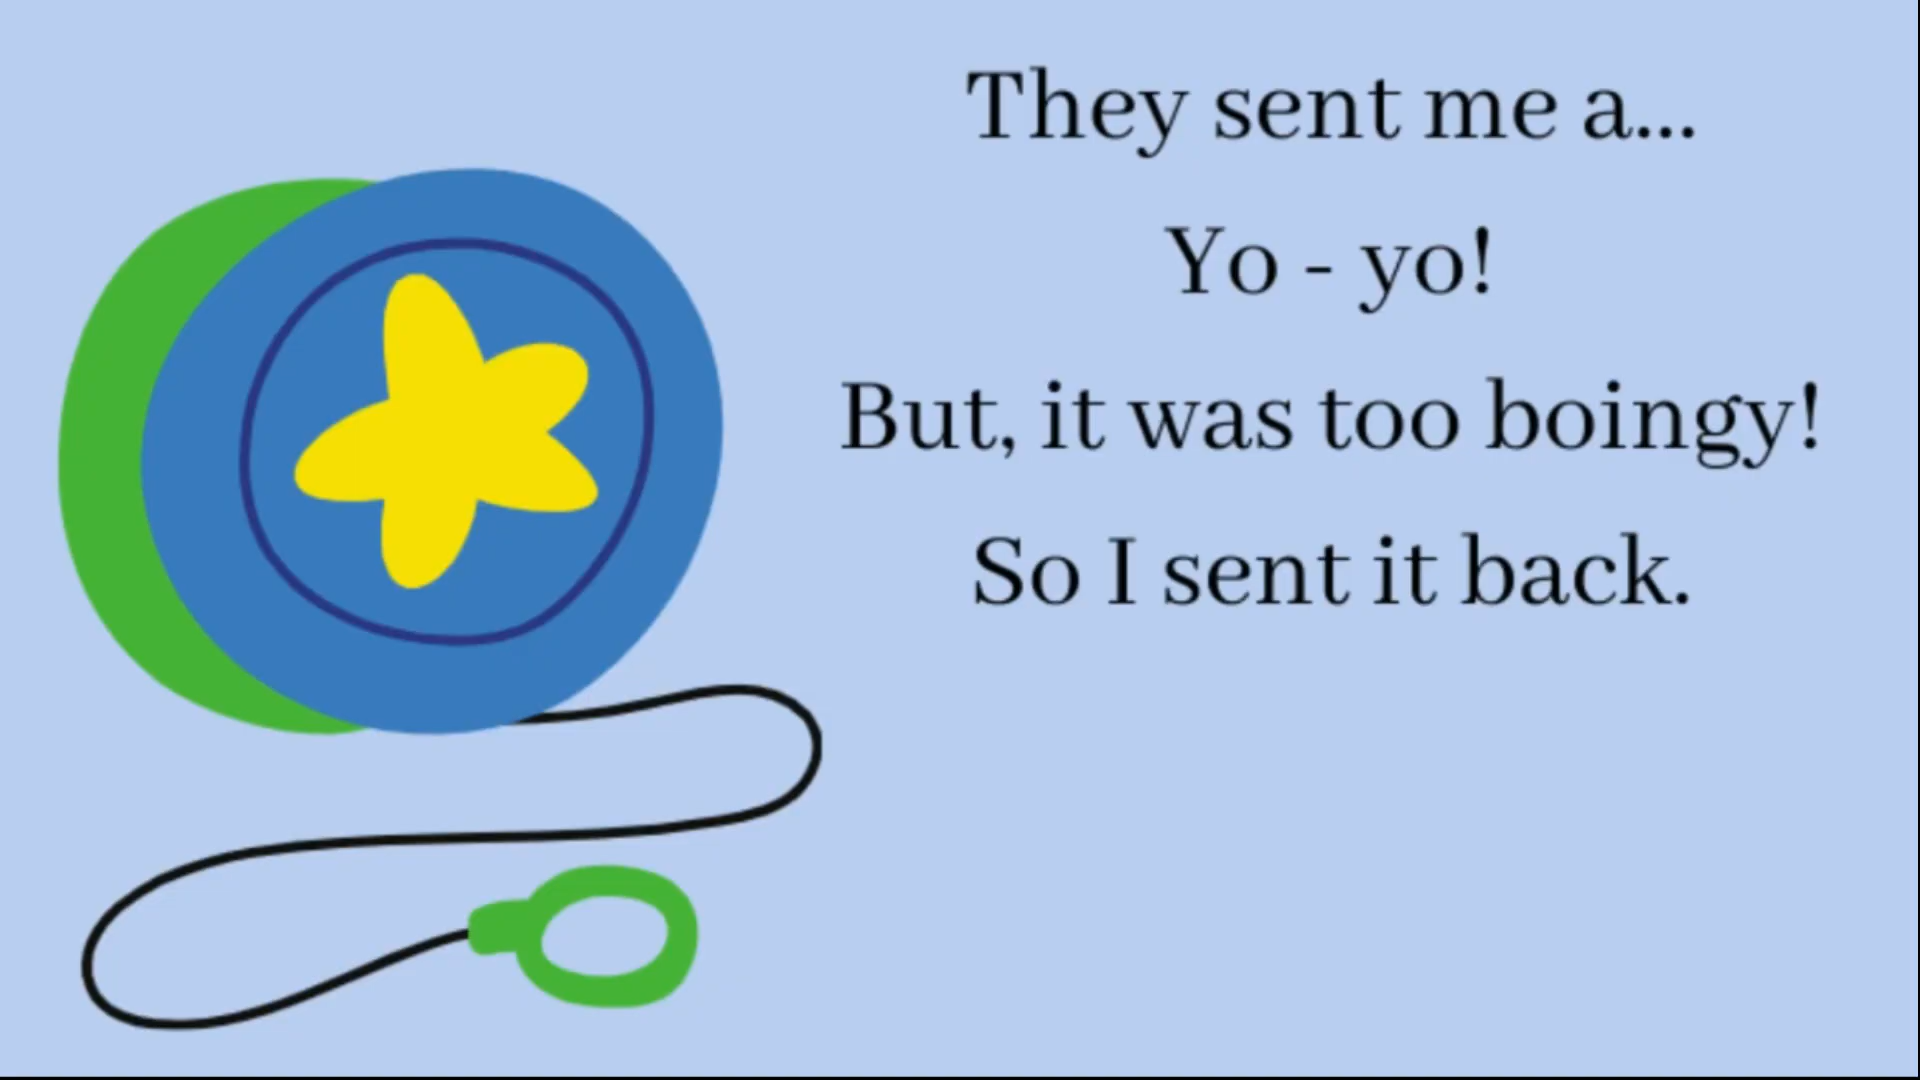 They sent me a...
Yo - yo!
But, it was too boingy!
So I sent it back.